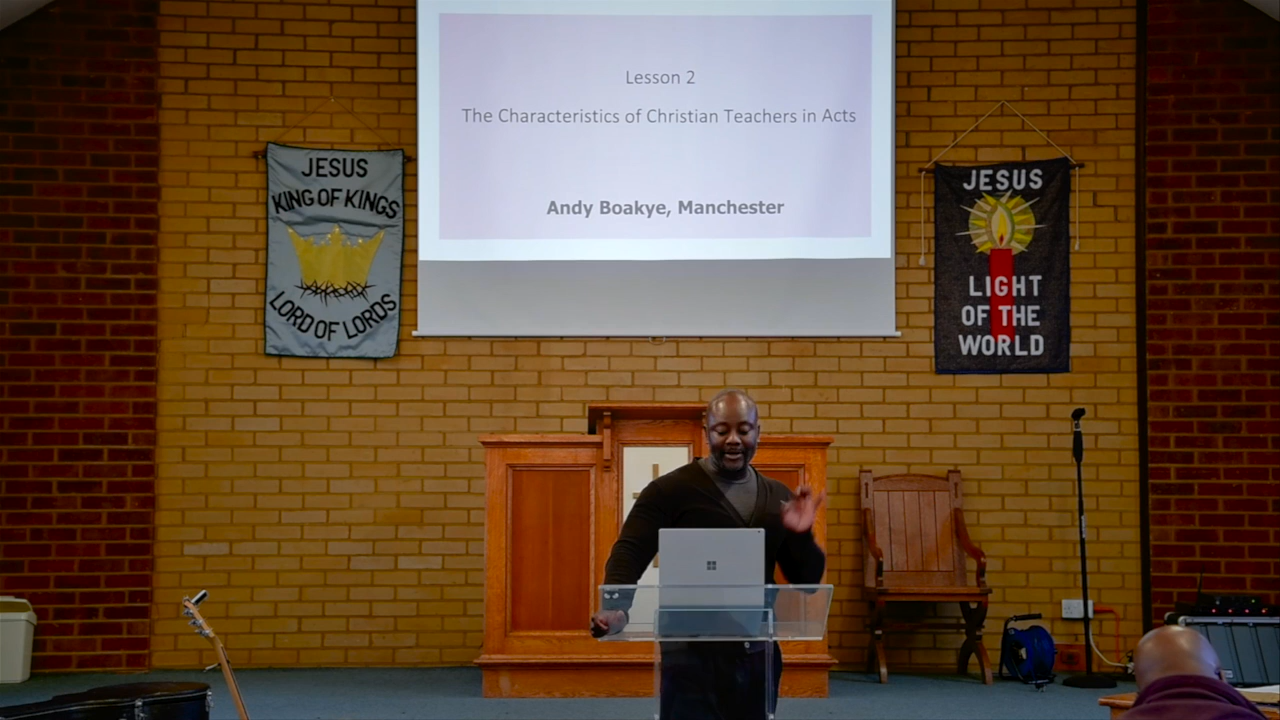 Lesson 2
The Characteristics of Christian Teachers in Acts
Andy Boakye, Manchester
JESUS
KING OF KINGS
LORD OF LORDS
JESUS
LIGHT
OF THE
WORLD